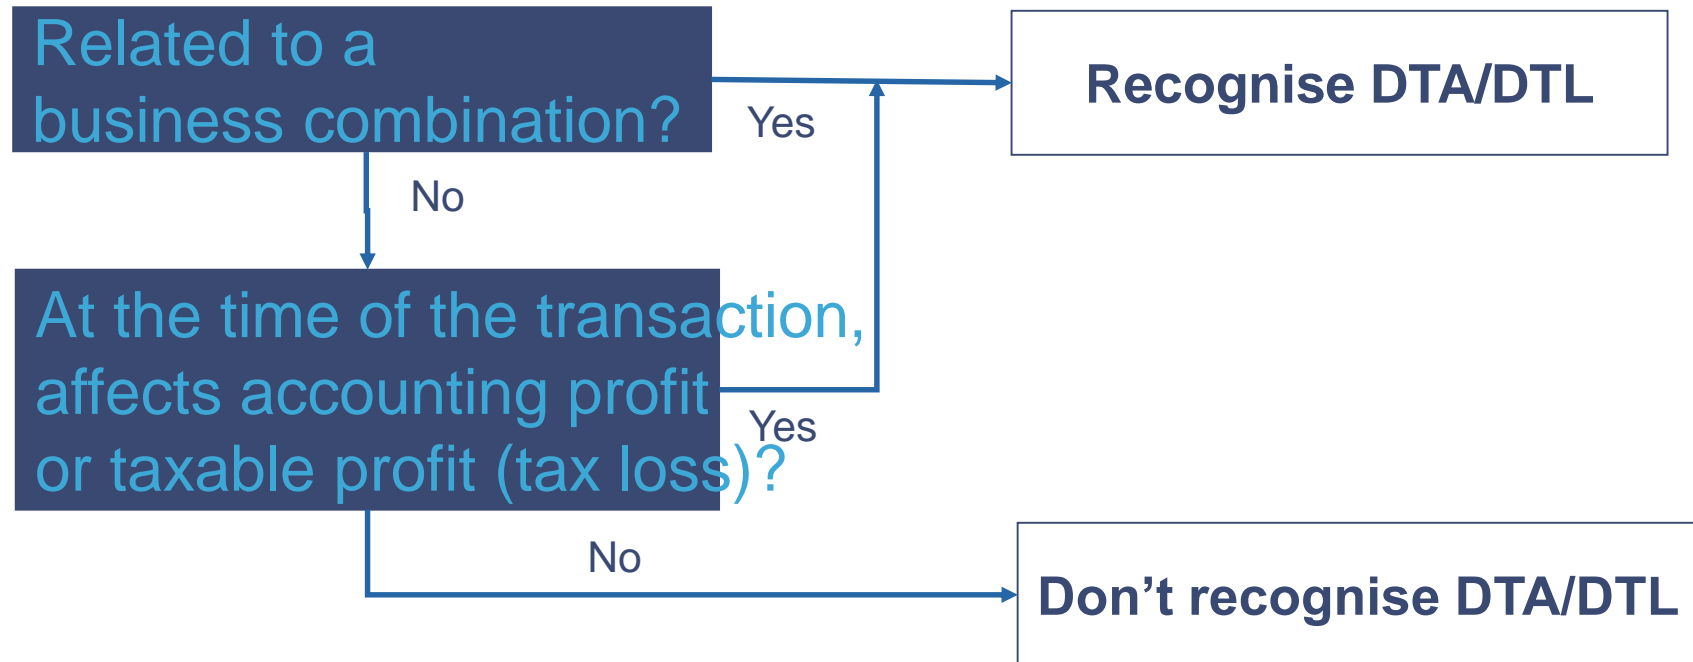 Related to a
business combination?
Yes
Recognise DTA/DTL
No
At the time of the transaction,
affects accounting profit
or taxable profit (tax loss)?
Yes
No
Don’t recognise DTA/DTL